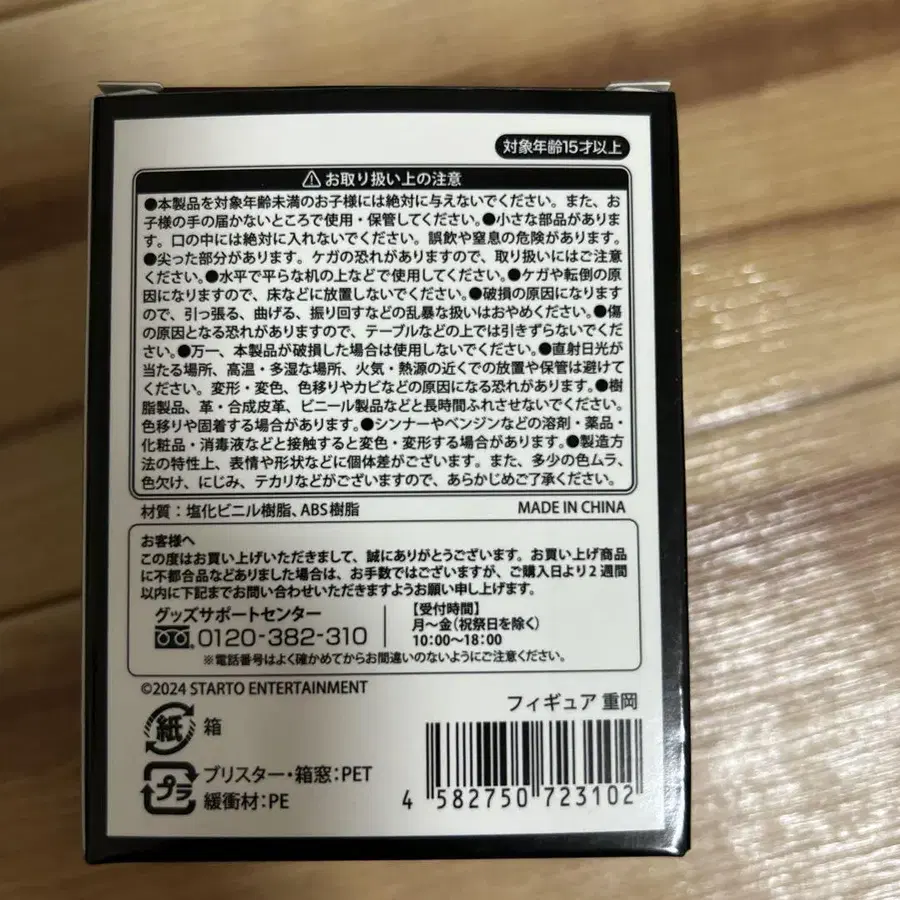 対象年齢15才以上
⚠お取り扱い上の注意
●本製品を対象年齢未満のお子様には絶対に与えないでください。また、お
子様の手の届かないところで使用・保管してください。●小さな部品がありま
す。口の中には絶対に入れないでください。誤飲や窒息の危険があります。
●尖った部分があります。ケガの恐れがありますので、取り扱いにはご注意
ください。●水平で平らな机の上などで使用してください。●ケガや転倒の原
因になりますので、床などに放置しないでください。●破損の原因になります
ので、引っ張る、曲げる、振り回すなどの乱暴な扱いはおやめください。●傷
の原因となる恐れがありますので、テーブルなどの上では引きずらないでくだ
さい。●万一、本製品が破損した場合は使用しないでください。●直射日光が
当たる場所、高温・多湿な場所、火気・熱源の近くでの放置や保管は避けて
ください。変形・変色、色移りやカビなどの原因になる恐れがあります。●樹
脂製品、革・合成皮革、ビニール製品などと長時間ふれさせないでください。
色移りや固着する場合があります。●シンナーやベンジンなどの溶剤・薬品・
化粧品・消毒液などと接触すると変色・変形する場合があります。●製造方
法の特性上、表情や形状などに個体差がございます。また、多少の色ムラ、
色欠け、にじみ、テカリなどがございますので、あらかじめご了承ください。
材質：塩化ビニル樹脂、ABS樹脂 MADE IN CHINA
お客様へ
この度はお買い上げいただきまして、誠にありがとうございます。お買い上げ商品
に不都合品などありました場合は、お手数ではございますが、ご購入日より2週間
以内に下記までお問い合わせいただきますようお願い申し上げます。
グッズサポートセンター
0120-382-310
【受付時間】
月～金(祝祭日を除く)
10:00～18:00
※電話番号はよく確かめてからお間違いのないようにご注意ください。
©2024 STARTO ENTERTAINMENT
フィギュア 重岡
紙 箱
プラ ブリスター・箱窓：PET
緩衝材：PE
4 582750 723102